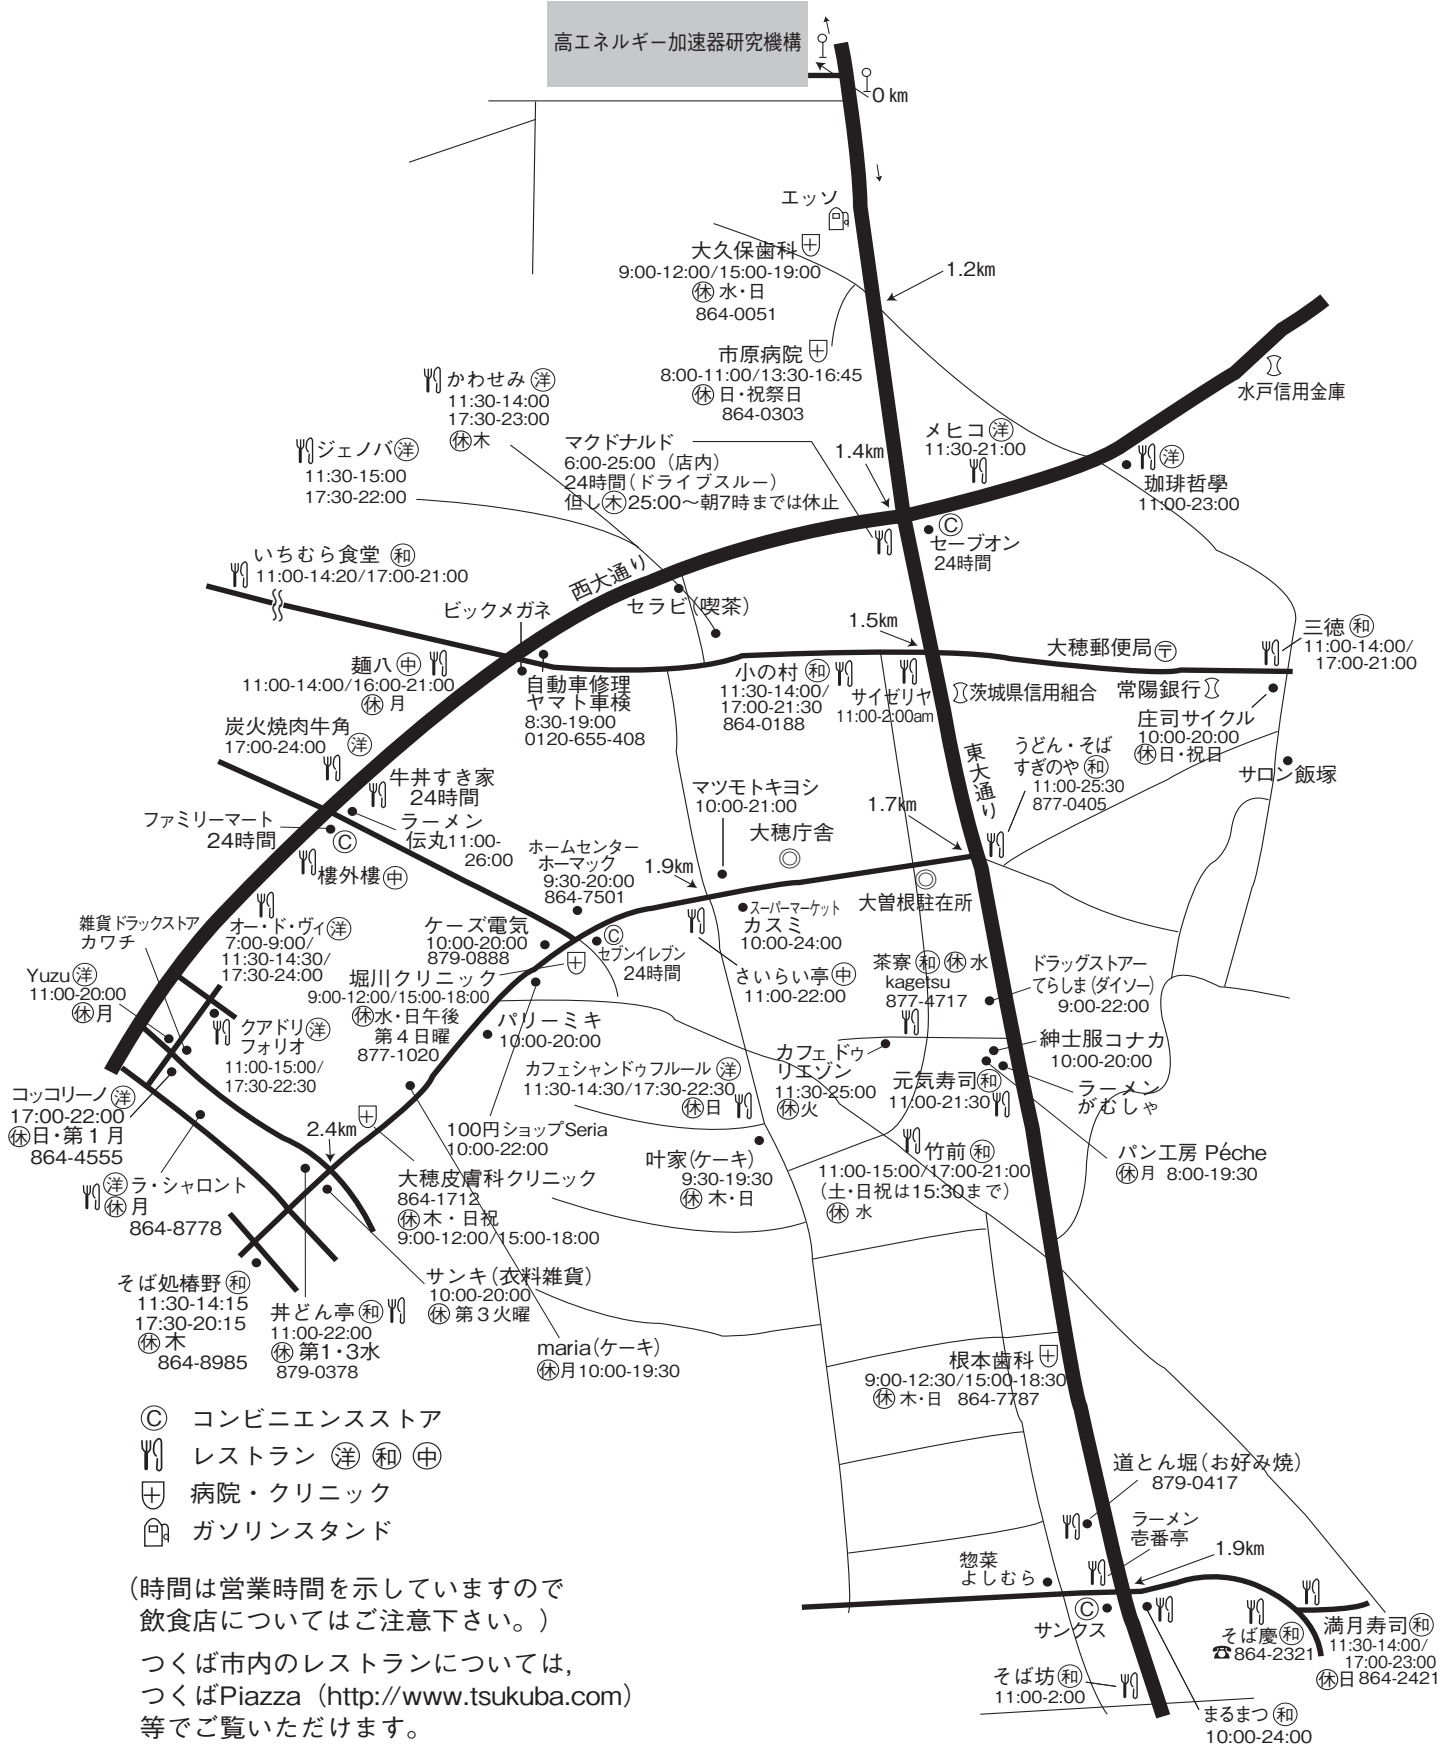 高エネルギー加速器研究機構
0 km
エッソ
大久保歯科
9:00-12:00/15:00-19:00
休 水・日
864-0051
1.2km
市原病院
8:00-11:00/13:30-16:45
休 日・祝祭日
864-0303
水戸信用金庫
かわせみ 洋
11:30-14:00
17:30-23:00
休木
ジェノバ 洋
11:30-15:00
17:30-22:00
マクドナルド
6:00-25:00（店内）
24時間（ドライブスルー）
但し木25:00～朝7時までは休止
1.4km
メヒコ 洋
11:30-21:00
洋
珈琲哲學
11:00-23:00
C
セーブオン
24時間
いちむら食堂 和
11:00-14:20/17:00-21:00
西大通り
ビックメガネ
セラビ（喫茶）
1.5km
大穂郵便局
三徳 和
11:00-14:00/
17:00-21:00
麺八 中
11:00-14:00/16:00-21:00
休 月
自動車修理
ヤマト車検
8:30-19:00
0120-655-408
小の村 和
11:30-14:00/
17:00-21:30
864-0188
サイゼリヤ
11:00-2:00am
茨城県信用組合
常陽銀行
庄司サイクル
10:00-20:00
休日・祝日
サロン飯塚
炭火焼肉牛角
17:00-24:00 洋
東大通り
うどん・そば
すぎのや 和
11:00-25:30
877-0405
牛丼すき家
24時間
ラーメン
伝丸11:00-
26:00
ファミリーマート
24時間
C
楼外樓 中
マツモトキヨシ
10:00-21:00
大穂庁舎
1.7km
ホームセンター
ホーマック
9:30-20:00
864-7501
1.9km
大曽根駐在所
スーパーマーケット
カスミ
10:00-24:00
雑貨ドラックストア
カワチ
オー・ド・ヴィ 洋
7:00-9:00/
11:30-14:30/
17:30-24:00
ケーズ電気
10:00-20:00
879-0888
C
セブンイレブン
24時間
さいらい亭 中
11:00-22:00
茶寮 和 休 水
kagetsu
877-4717
ドラッグストアー
てらしま（ダイソー）
9:00-22:00
Yuzu 洋
11:00-20:00
休月
堀川クリニック
9:00-12:00/15:00-18:00
休水・日午後
第４日曜
877-1020
クアドリ 洋
フォリオ
11:00-15:00/
17:30-22:30
パリーミキ
10:00-20:00
カフェシャンドゥフルール 洋
11:30-14:30/17:30-22:30
休日
カフェ ドゥ
リエゾン
11:30-25:00
休火
紳士服コナカ
10:00-20:00
元気寿司 和
11:00-21:30
ラーメン
がむしゃ
コッコリーノ 洋
17:00-22:00
休日・第１月
864-4555
2.4km
100円ショップSeria
10:00-22:00
叶家（ケーキ）
9:30-19:30
休 木・日
竹前 和
11:00-15:00/17:00-21:00
（土・日祝は15:30まで）
休 水
パン工房 Péche
休月 8:00-19:30
洋 ラ・シャロント
休月
864-8778
大穂皮膚科クリニック
864-1712
休木・日祝
9:00-12:00/15:00-18:00
そば処椿野 和
11:30-14:15
17:30-20:15
休 木
864-8985
丼どん亭 和
11:00-22:00
休 第1・3水
879-0378
サンキ（衣料雑貨）
10:00-20:00
休 第３火曜
maria（ケーキ）
休月10:00-19:30
根本歯科
9:00-12:30/15:00-18:30
休 木・日 864-7787
C コンビニエンスストア
レストラン 洋 和 中
病院・クリニック
ガソリンスタンド
道とん堀（お好み焼）
879-0417
ラーメン
壱番亭
1.9km
惣菜
よしむら
C
サンクス
そば慶 和
☎864-2321
満月寿司 和
11:30-14:00/
17:00-23:00
休日 864-2421
そば坊 和
11:00-2:00
まるまつ 和
10:00-24:00
（時間は営業時間を示していますので
飲食店についてはご注意下さい。）
つくば市内のレストランについては，
つくばPiazza（http://www.tsukuba.com）
等でご覧いただけます。